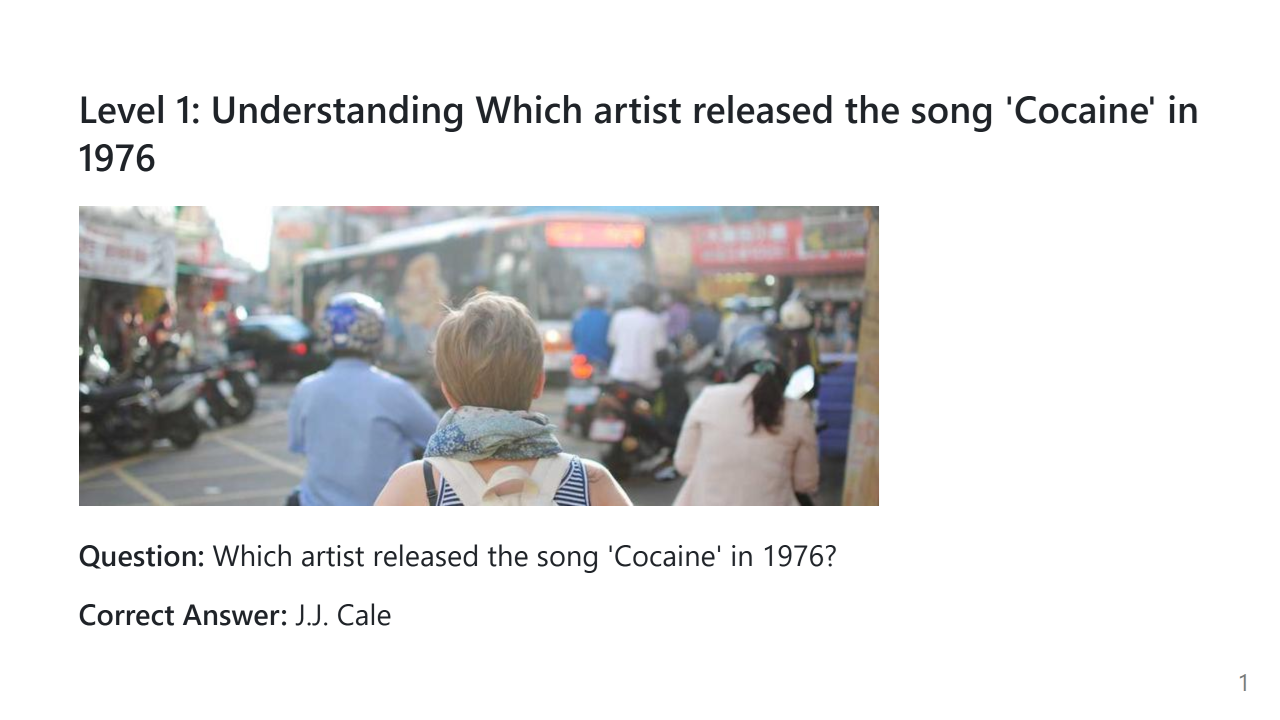 Level 1: Understanding Which artist released the song 'Cocaine' in
1976
Question: Which artist released the song 'Cocaine' in 1976?
Correct Answer: J.J. Cale
1